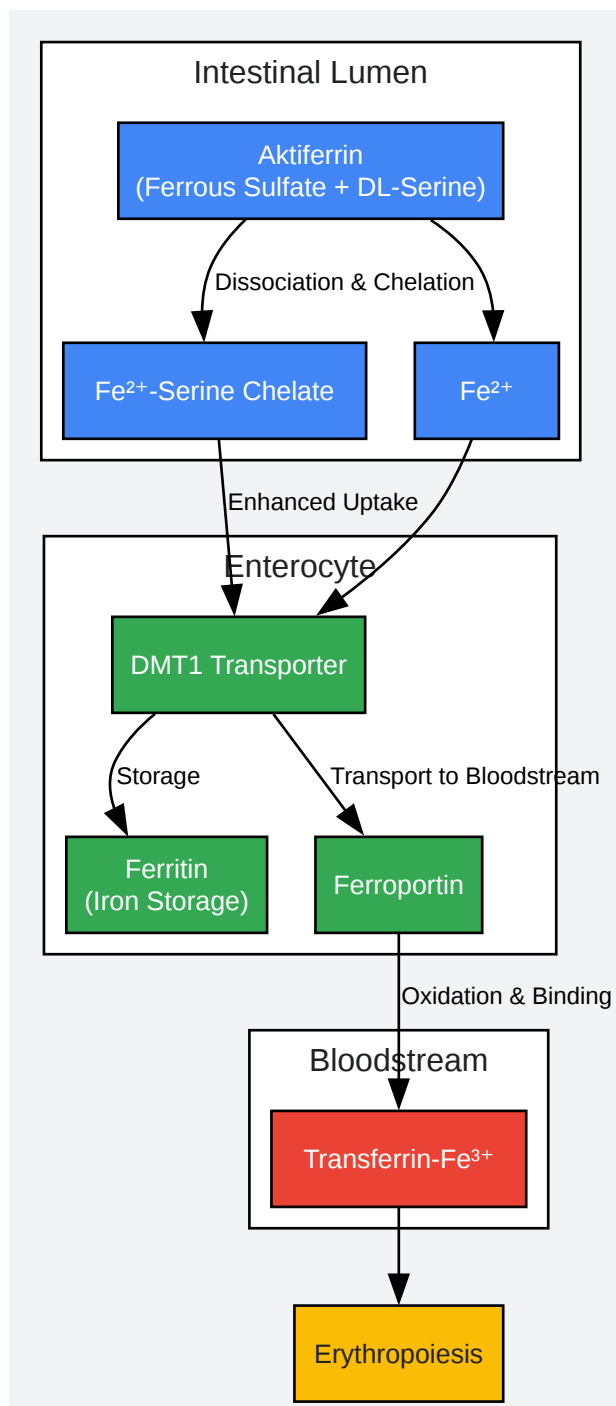 Intestinal Lumen
Aktiferrin
(Ferrous Sulfate + DL-Serine)
Dissociation & Chelation
Fe²⁺-Serine Chelate
Fe²⁺
Enhanced Uptake
Enterocyte
DMT1 Transporter
Storage
Transport to Bloodstream
Ferritin
(Iron Storage)
Ferroportin
Oxidation & Binding
Bloodstream
Transferrin-Fe³⁺
Erythropoiesis